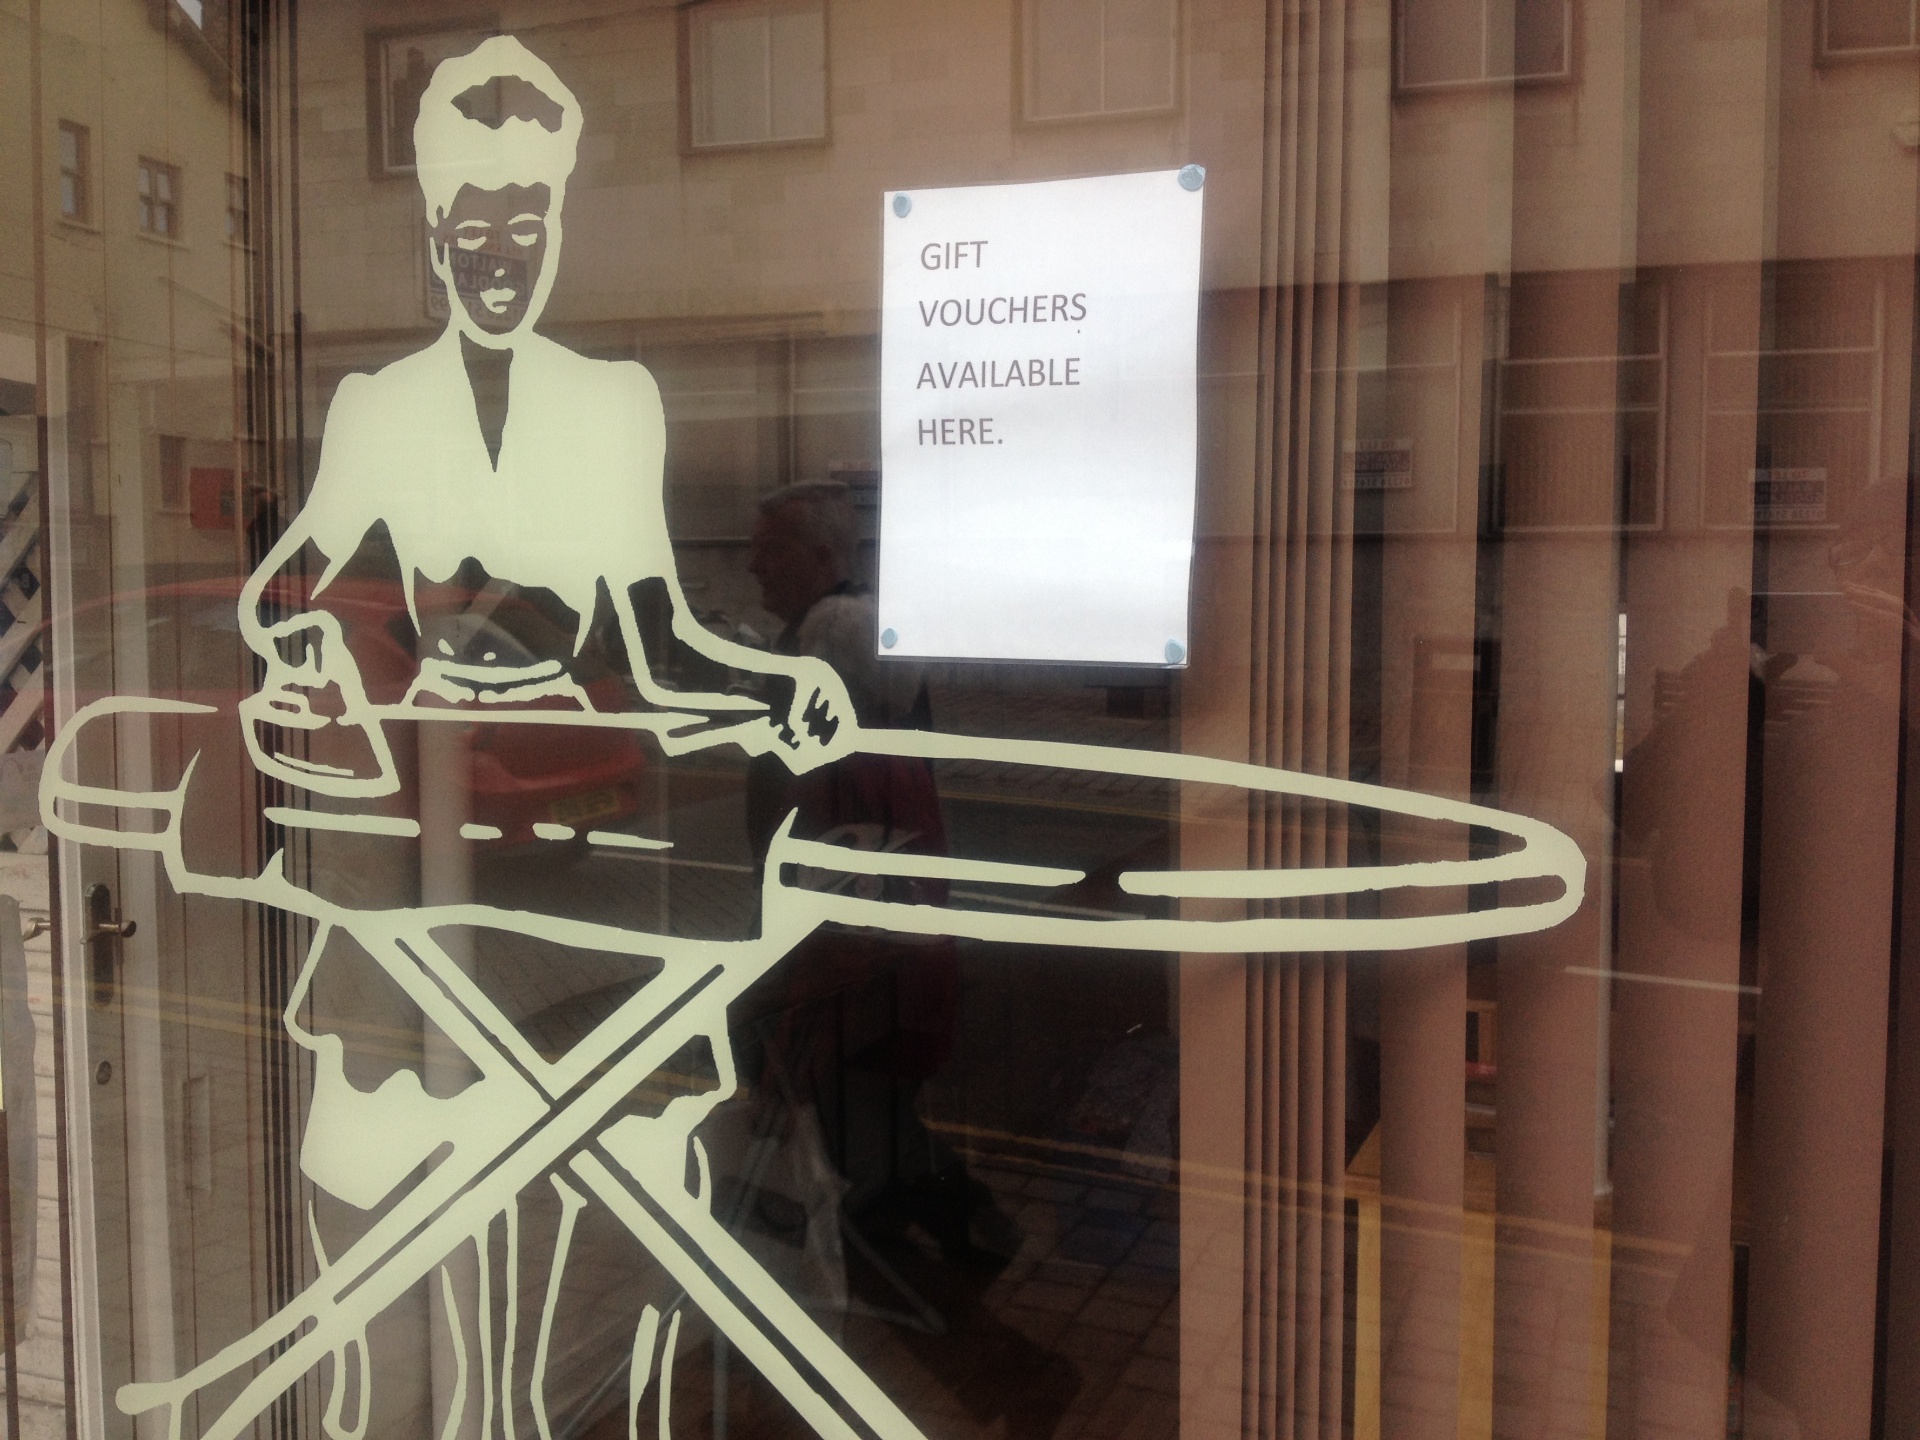 GIFT
VOUCHERS
AVAILABLE
HERE.